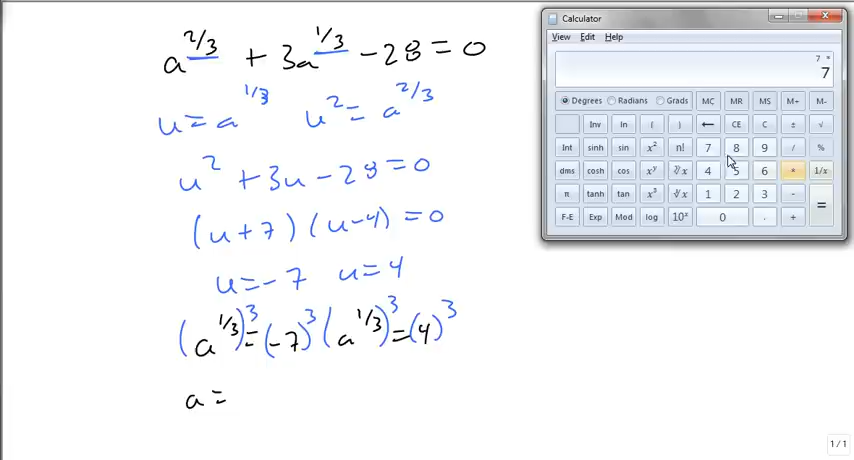 a^{2/3} + 3a^{1/3} - 28 = 0
u = a^{1/3} u^2 = a^{2/3}
u^2 + 3u - 28 = 0
(u + 7) (u - 4) = 0
u = -7 u = 4
(a^{1/3})^3 = (-7)^3 (a^{1/3})^3 = (4)^3
a =
Calculator
View Edit Help
7 *
7
Degrees Radians Grads MC MR MS M+ M-
Inv ln ( ) ← CE C ± √
Int sinh sin x² n! 7 8 9 / %
dms cosh cos x^y ʸ√x 4 5 6 * 1/x
π tanh tan x³ ³√x 1 2 3 - =
F-E Exp Mod log 10ˣ 0 . +
1 / 1